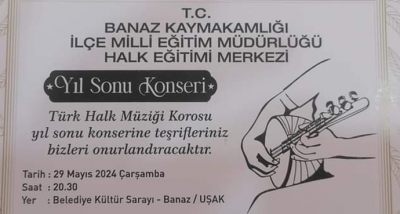 T.C.
BANAZ KAYMAKAMLIĞI
İLÇE MİLLİ EĞİTİM MÜDÜRLÜĞÜ
HALK EĞİTİMİ MERKEZİ
Yıl Sonu Konseri
Türk Halk Müziği Korosu
yıl sonu konserine teşrifleriniz
bizleri onurlandıracaktır.
Tarih : 29 Mayıs 2024 Çarşamba
Saat : 20.30
Yer : Belediye Kültür Sarayı - Banaz / UŞAK